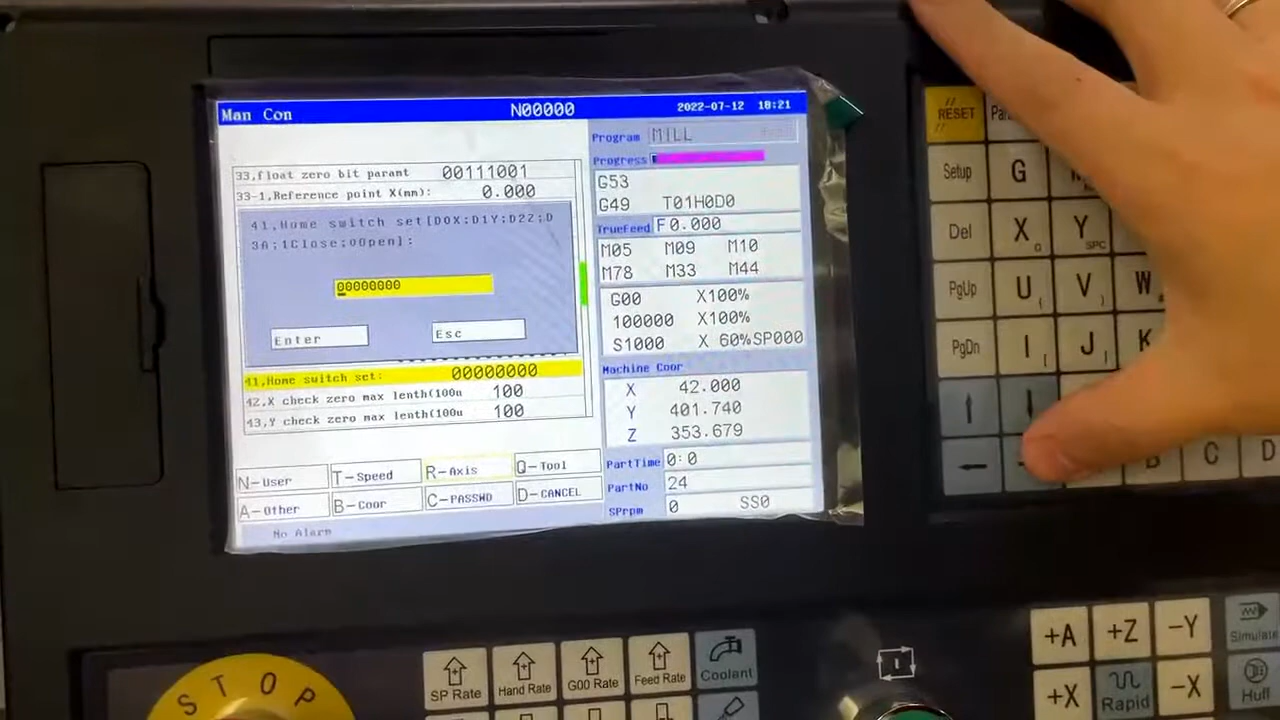 Man Con N00000 2022-07-12 18:21
33,float zero bit paramt 00111001
33-1,Reference point X(mm): 0.000
41,Home switch set[D0X;D1Y;D2Z;D
3A;1Close;0Open]:
00000000
Enter Esc
41,Home switch set: 00000000
42,X check zero max lenth(100u 100
43,Y check zero max lenth(100u 100
N-User T-Speed R-Axis Q-Tool
A-Other B-Coor C-PASSWD D-CANCEL
No Alarm
Program MILL
Progress
G53
G49 T01H0D0
TrueFeed F0.000
M05 M09 M10
M78 M33 M44
G00 X100%
100000 X100%
S1000 X 60%SP000
Machine Coor
X 42.000
Y 401.740
Z 353.679
PartTime 0:0
PartNo 24
SPrpm 0 SS0
RESET
Setup G
Del X Y SPC
PgUp U V W
PgDn I J K
B C D
STOP
SP Rate Hand Rate G00 Rate Feed Rate Coolant
+A +Z -Y Simulate
+X Rapid -X Huff